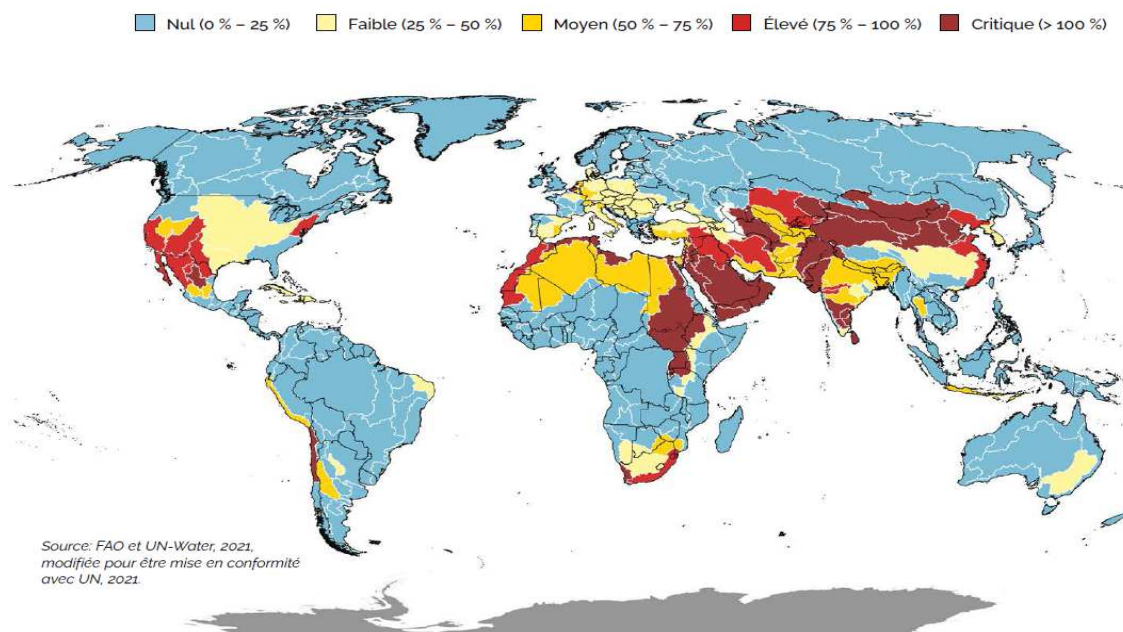 Nul (0 % – 25 %) Faible (25 % – 50 %) Moyen (50 % – 75 %) Élevé (75 % – 100 %) Critique (> 100 %)
Source: FAO et UN-Water, 2021,
modifiée pour être mise en conformité
avec UN, 2021.